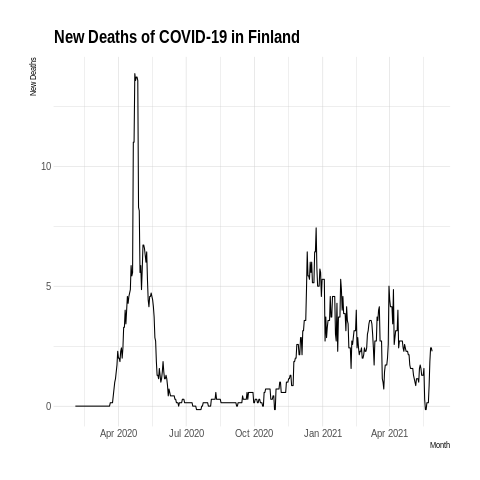 New Deaths of COVID-19 in Finland
New Deaths
10
5
0
Apr 2020 Jul 2020 Oct 2020 Jan 2021 Apr 2021
Month